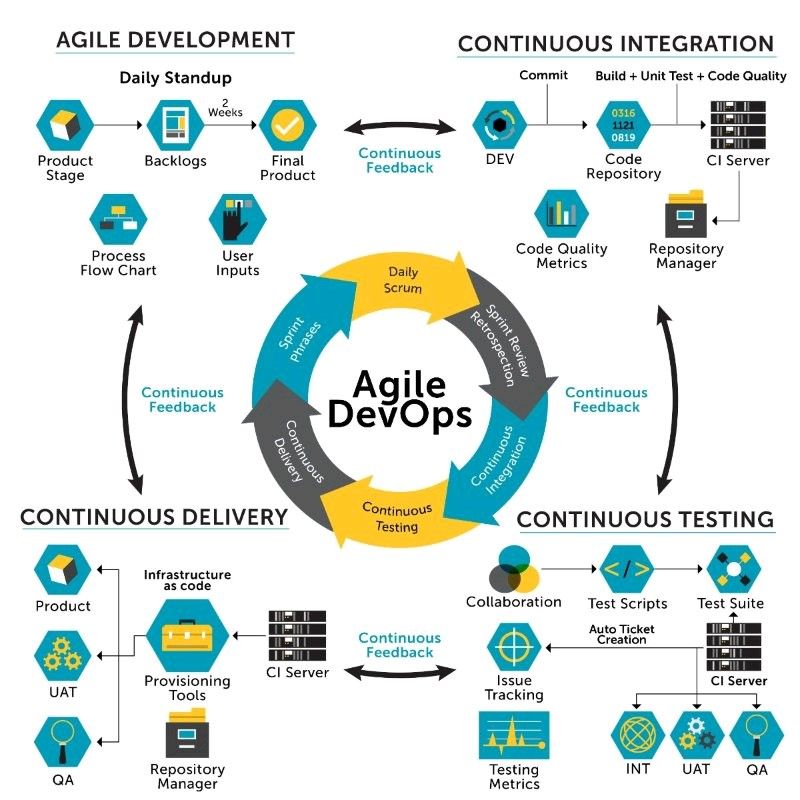 AGILE DEVELOPMENT
Daily Standup
2
Weeks
Product
Stage
Backlogs
Final
Product
Process
Flow Chart
User
Inputs
Continuous
Feedback
CONTINUOUS INTEGRATION
Commit
Build + Unit Test + Code Quality
0316
1121
0819
DEV
Code
Repository
CI Server
Code Quality
Metrics
Repository
Manager
Daily
Scrum
Sprint Review
Retrospection
Continuous
Integration
Continuous
Testing
Continuous
Delivery
Sprint
Phrases
Agile
DevOps
Continuous
Feedback
Continuous
Feedback
CONTINUOUS DELIVERY
Product
Infrastructure
as code
UAT
Provisioning
Tools
CI Server
QA
Repository
Manager
Continuous
Feedback
CONTINUOUS TESTING
Collaboration
</>
Test Scripts
Test Suite
Auto Ticket
Creation
Issue
Tracking
CI Server
Testing
Metrics
INT
UAT
QA